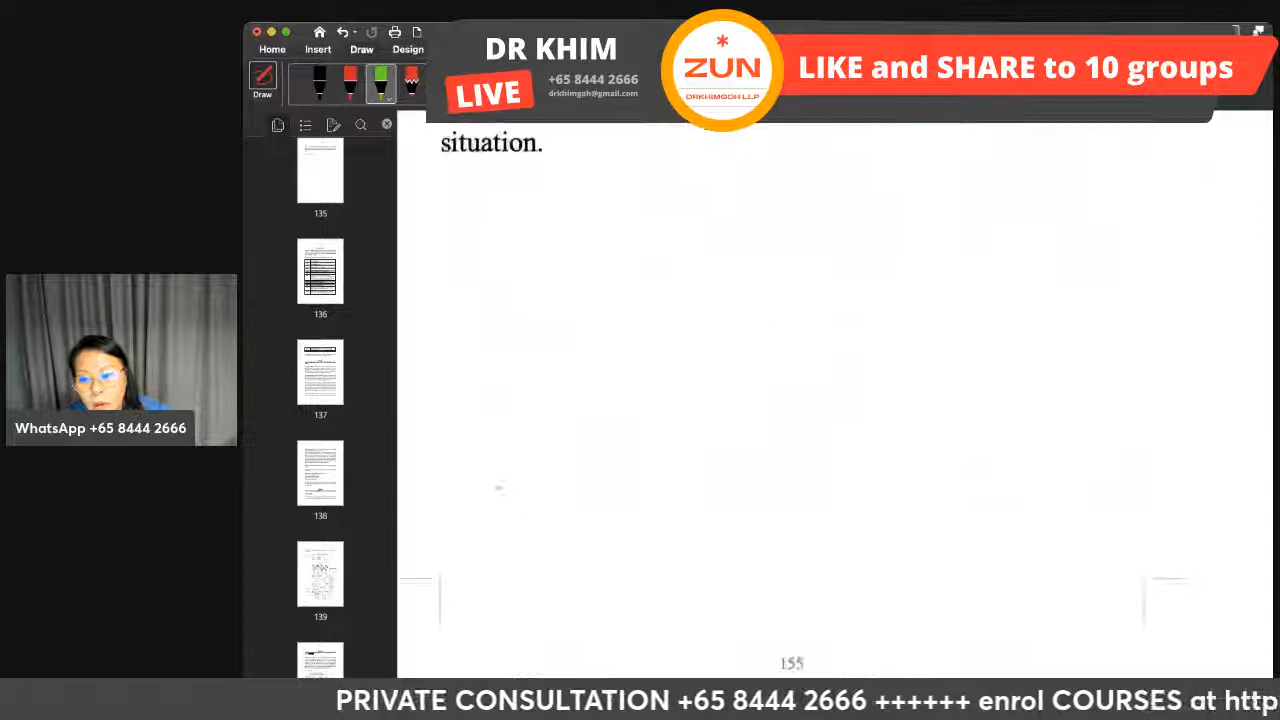 Home Insert Draw Design
Draw
DR KHIM
LIVE
+65 8444 2666
drkhimgoh@gmail.com
ZUN
DRKHIMGOH LLP
LIKE and SHARE to 10 groups
situation.
135
136
137
138
139
WhatsApp +65 8444 2666
155
PRIVATE CONSULTATION +65 8444 2666 ++++++ enrol COURSES at http